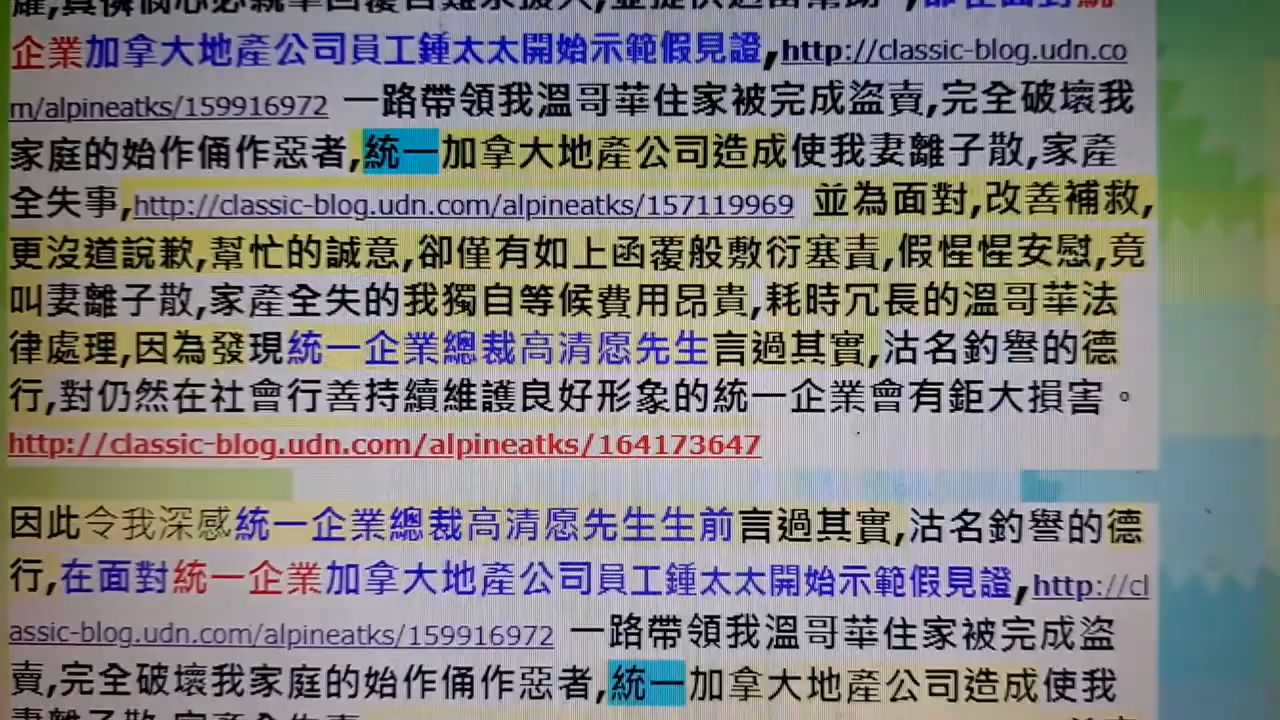 企業加拿大地產公司員工鍾太太開始示範假見證,http://classic-blog.udn.co
m/alpineatks/159916972 一路帶領我溫哥華住家被完成盜賣,完全破壞我
家庭的始作俑作惡者,統一加拿大地產公司造成使我妻離子散,家產
全失事,http://classic-blog.udn.com/alpineatks/157119969 並為面對,改善補救,
更沒道說歉,幫忙的誠意,卻僅有如上函覆般敷衍塞責,假惺惺安慰,竟
叫妻離子散,家產全失的我獨自等候費用昂貴,耗時冗長的溫哥華法
律處理,因為發現統一企業總裁高清愿先生言過其實,沽名釣譽的德
行,對仍然在社會行善持續維護良好形象的統一企業會有鉅大損害。
http://classic-blog.udn.com/alpineatks/164173647
因此令我深感統一企業總裁高清愿先生生前言過其實,沽名釣譽的德
行,在面對統一企業加拿大地產公司員工鍾太太開始示範假見證,http://cl
assic-blog.udn.com/alpineatks/159916972 一路帶領我溫哥華住家被完成盜
賣,完全破壞我家庭的始作俑作惡者,統一加拿大地產公司造成使我